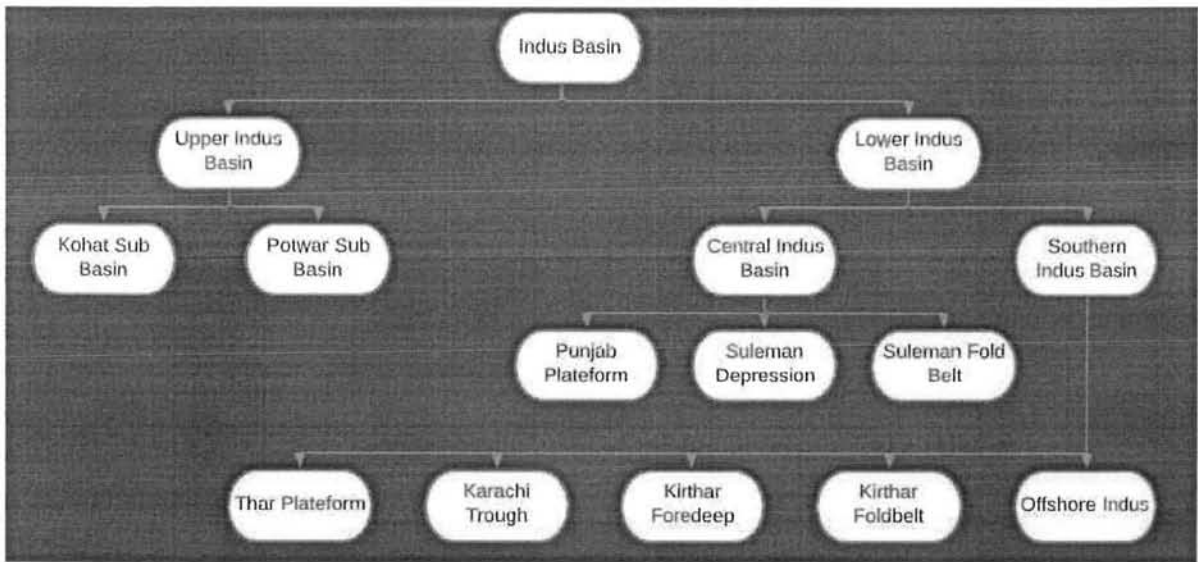 Indus Basin
Upper Indus
Basin
Lower Indus
Basin
Kohat Sub
Basin
Potwar Sub
Basin
Central Indus
Basin
Southern
Indus Basin
Punjab
Plateform
Suleman
Depression
Suleman Fold
Belt
Thar Plateform
Karachi
Trough
Kirthar
Foredeep
Kirthar
Foldbelt
Offshore Indus